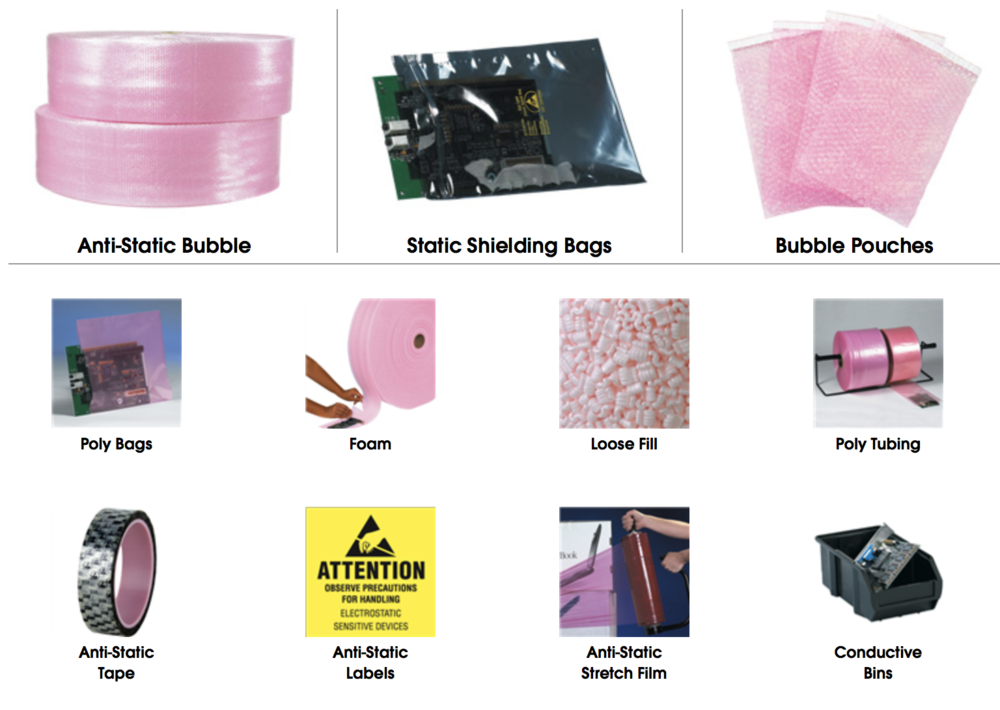 Anti-Static Bubble
Static Shielding Bags
Bubble Pouches
Poly Bags
Foam
Loose Fill
Poly Tubing
ATTENTION
OBSERVE PRECAUTIONS
FOR HANDLING
ELECTROSTATIC
SENSITIVE DEVICES
Book
Anti-Static
Tape
Anti-Static
Labels
Anti-Static
Stretch Film
Conductive
Bins